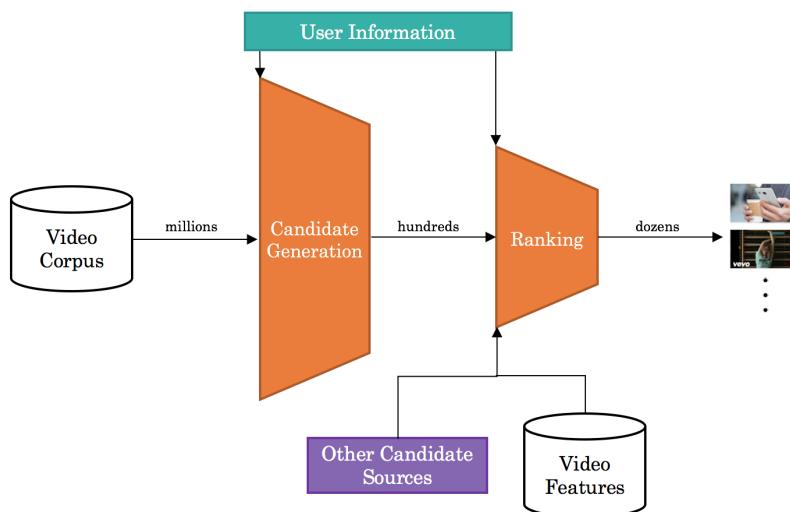 User Information
Video
Corpus
millions
Candidate
Generation
hundreds
Ranking
dozens
vevo
Other Candidate
Sources
Video
Features